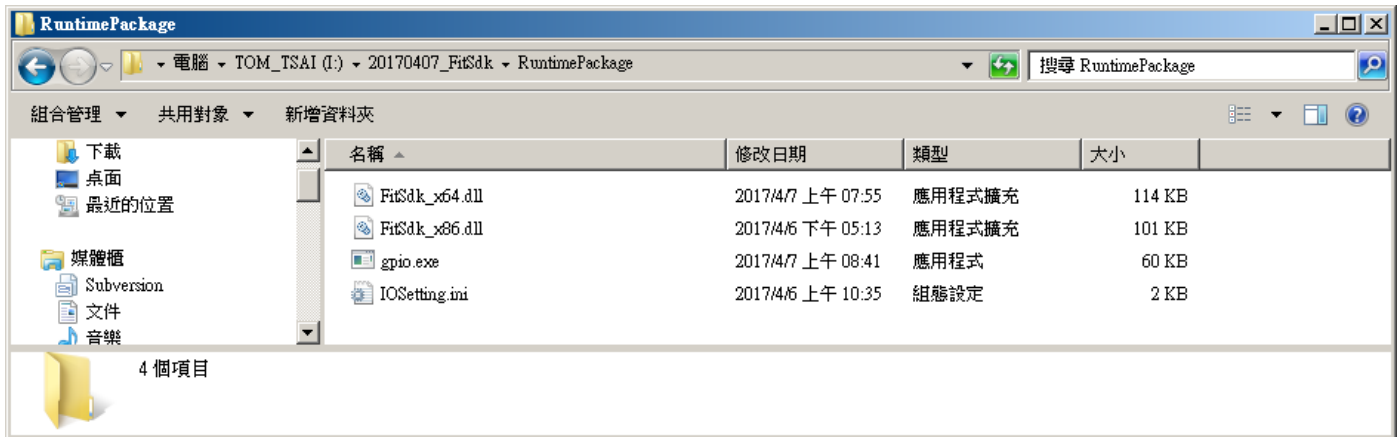 RuntimePackage
電腦 TOM_TSAI (I:) 20170407_FitSdk RuntimePackage
搜尋 RuntimePackage
組合管理 共用對象 新增資料夾
下載
桌面
最近的位置
媒體櫃
Subversion
文件
音樂
名稱 修改日期 類型 大小
FitSdk_x64.dll 2017/4/7 上午 07:55 應用程式擴充 114 KB
FitSdk_x86.dll 2017/4/6 下午 05:13 應用程式擴充 101 KB
gpio.exe 2017/4/7 上午 08:41 應用程式 60 KB
IOSetting.ini 2017/4/6 上午 10:35 組態設定 2 KB
4 個項目